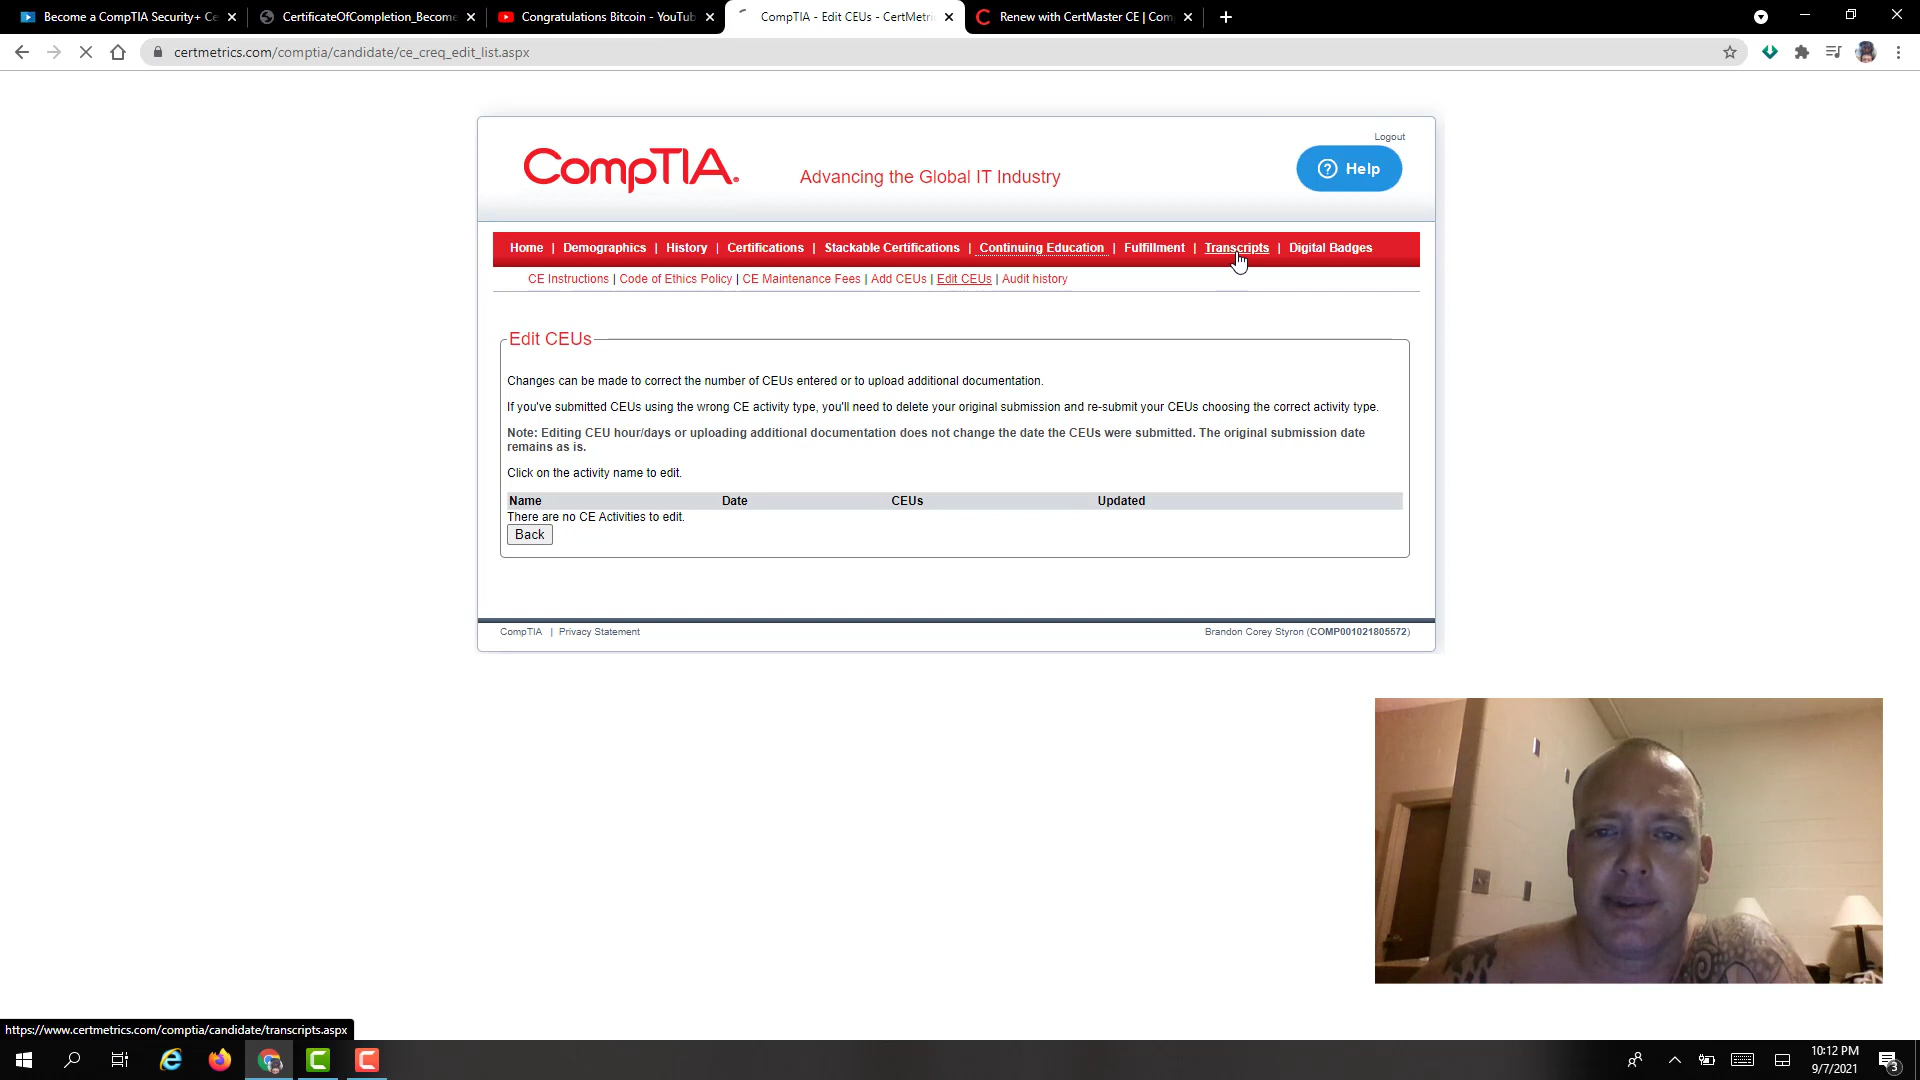 Become a CompTIA Security+ Ce
CertificateOfCompletion_Become
Congratulations Bitcoin - YouTub
CompTIA - Edit CEUs - CertMetri
Renew with CertMaster CE | Com
certmetrics.com/comptia/candidate/ce_creq_edit_list.aspx
Logout
CompTIA.
Advancing the Global IT Industry
? Help
Home | Demographics | History | Certifications | Stackable Certifications | Continuing Education | Fulfillment | Transcripts | Digital Badges
CE Instructions | Code of Ethics Policy | CE Maintenance Fees | Add CEUs | Edit CEUs | Audit history
Edit CEUs
Changes can be made to correct the number of CEUs entered or to upload additional documentation.
If you've submitted CEUs using the wrong CE activity type, you'll need to delete your original submission and re-submit your CEUs choosing the correct activity type.
Note: Editing CEU hour/days or uploading additional documentation does not change the date the CEUs were submitted. The original submission date
remains as is.
Click on the activity name to edit.
Name Date CEUs Updated
There are no CE Activities to edit.
Back
CompTIA | Privacy Statement
Brandon Corey Styron (COMP001021805572)
https://www.certmetrics.com/comptia/candidate/transcripts.aspx
10:12 PM
9/7/2021
3